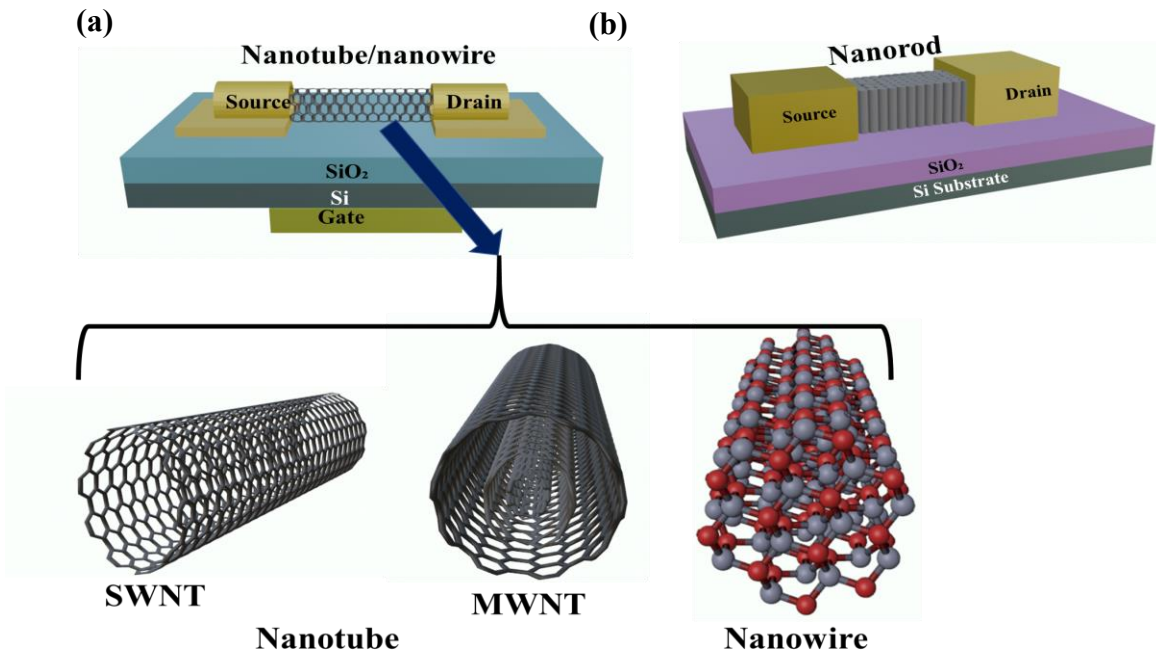 (a)
Nanotube/nanowire
Source
Drain
SiO₂
Si
Gate
(b)
Nanorod
Source
Drain
SiO₂
Si Substrate
SWNT
MWNT
Nanotube
Nanowire